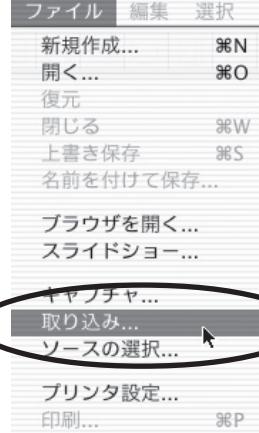 ファイル 編集 選択
新規作成... ⌘N
開く... ⌘O
復元
閉じる ⌘W
上書き保存 ⌘S
名前を付けて保存...
ブラウザを開く...
スライドショー...
キャプチャ...
取り込み...
ソースの選択...
プリンタ設定...
印刷... ⌘P